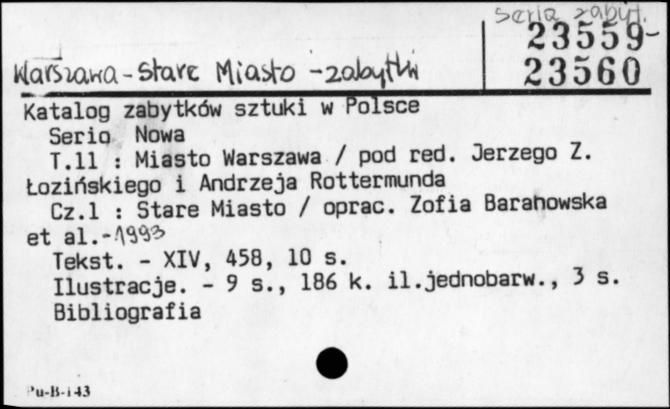 seria zabyt.
23559-
23560
Warszawa - Stare Miasto - zabytki
Katalog zabytków sztuki w Polsce
Serio Nowa
T.11 : Miasto Warszawa / pod red. Jerzego Z.
Łozińskiego i Andrzeja Rottermunda
Cz.1 : Stare Miasto / oprac. Zofia Barahowska
et al.-1993
Tekst. - XIV, 458, 10 s.
Ilustracje. - 9 s., 186 k. il.jednobarw., 3 s.
Bibliografia
Pu-B-143